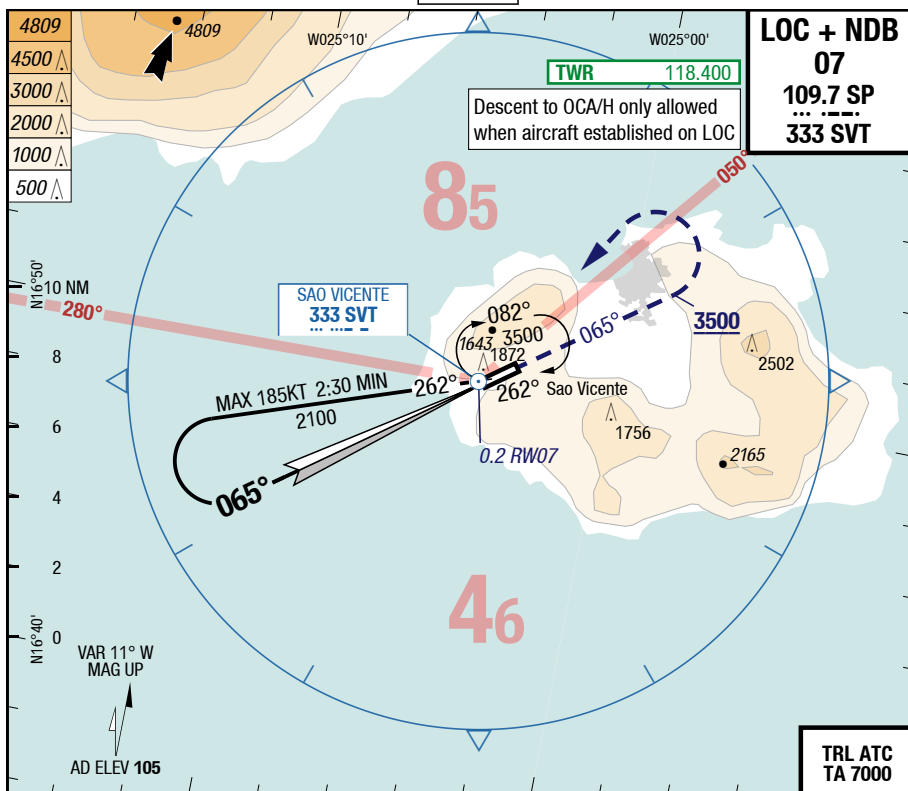 4809
4500
3000
2000
1000
500
4809
W025°10'
W025°00'
LOC + NDB
07
109.7 SP
333 SVT
TWR 118.400
Descent to OCA/H only allowed
when aircraft established on LOC
050°
85
N16°50'
10 NM
280°
SAO VICENTE
333 SVT
082°
3500
1643
1872
065°
3500
2502
8
262°
262°
Sao Vicente
MAX 185KT 2:30 MIN
2100
6
1756
0.2 RW07
2165
065°
4
2
46
N16°40'
0
VAR 11° W
MAG UP
AD ELEV 105
TRL ATC
TA 7000